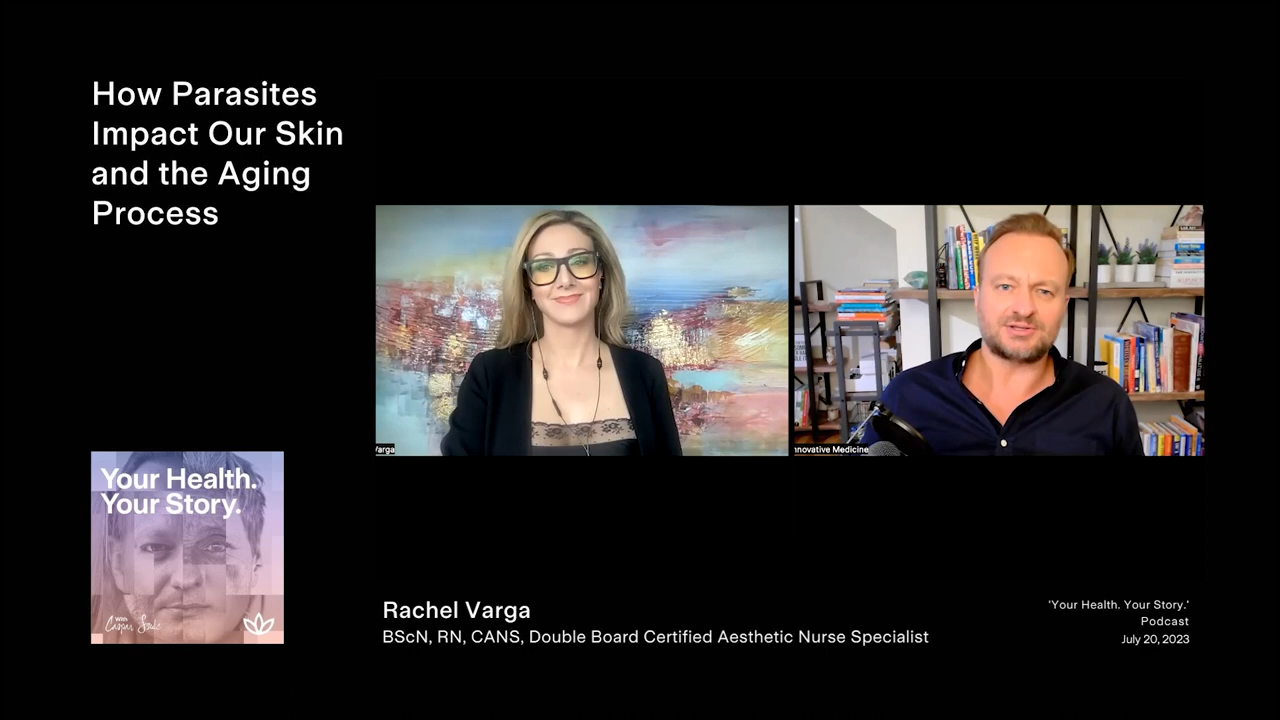 How Parasites
Impact Our Skin
and the Aging
Process
Varga
nnovative Medicine
Your Health.
Your Story.
With
Rachel Varga
BScN, RN, CANS, Double Board Certified Aesthetic Nurse Specialist
'Your Health. Your Story.'
Podcast
July 20, 2023